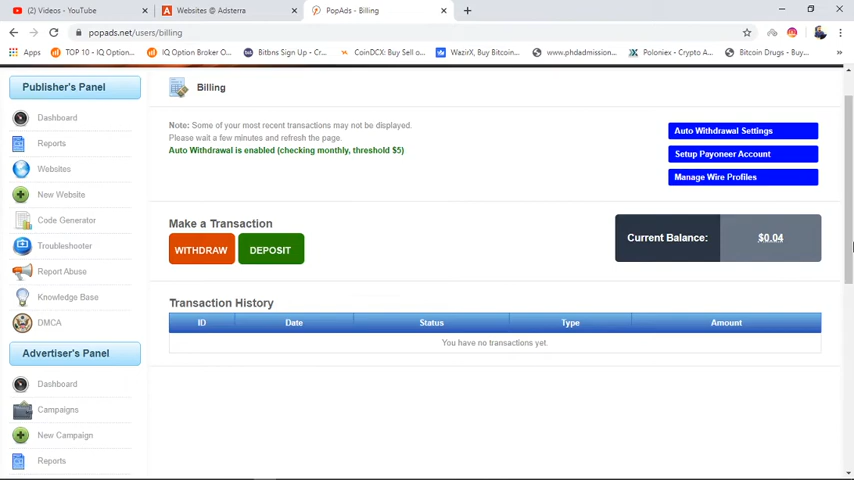 (2) Videos - YouTube
Websites @ Adsterra
PopAds - Billing
popads.net/users/billing
Apps
TOP 10 - IQ Option...
IQ Option Broker O...
Bitbns Sign Up - Cr...
CoinDCX: Buy Sell o...
WazirX, Buy Bitcoin...
www.phdadmission...
Poloniex - Crypto A...
Bitcoin Drugs - Buy...
Publisher's Panel
Dashboard
Reports
Websites
New Website
Code Generator
Troubleshooter
Report Abuse
Knowledge Base
DMCA
Advertiser's Panel
Dashboard
Campaigns
New Campaign
Reports
Billing
Note: Some of your most recent transactions may not be displayed.
Please wait a few minutes and refresh the page.
Auto Withdrawal is enabled (checking monthly, threshold $5)
Auto Withdrawal Settings
Setup Payoneer Account
Manage Wire Profiles
Make a Transaction
WITHDRAW DEPOSIT
Current Balance: $0.04
Transaction History
ID Date Status Type Amount
You have no transactions yet.